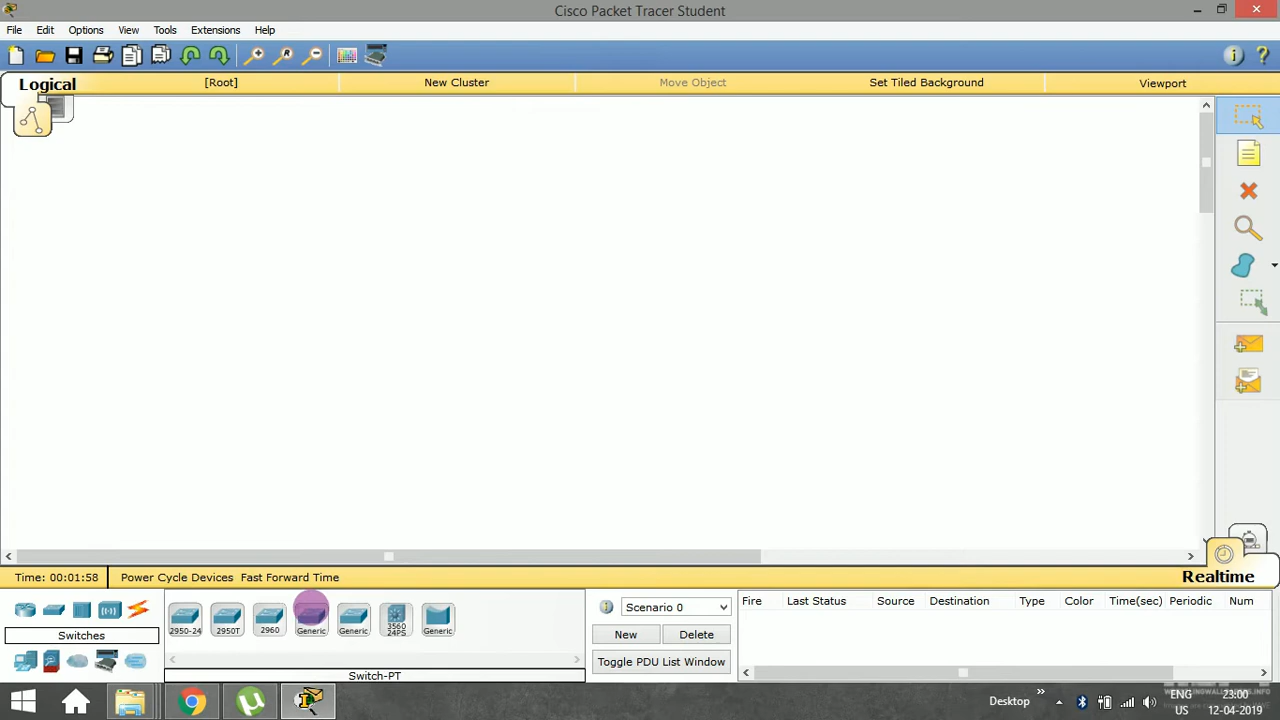 Cisco Packet Tracer Student
File Edit Options View Tools Extensions Help
Logical [Root] New Cluster Move Object Set Tiled Background Viewport
Time: 00:01:58 Power Cycle Devices Fast Forward Time Realtime
2950-24 2950T 2960 Generic Generic 3560 24PS Generic
Switches
Switch-PT
Scenario 0
New Delete
Toggle PDU List Window
Fire Last Status Source Destination Type Color Time(sec) Periodic Num
Desktop
ENG
US
23:00
12-04-2019